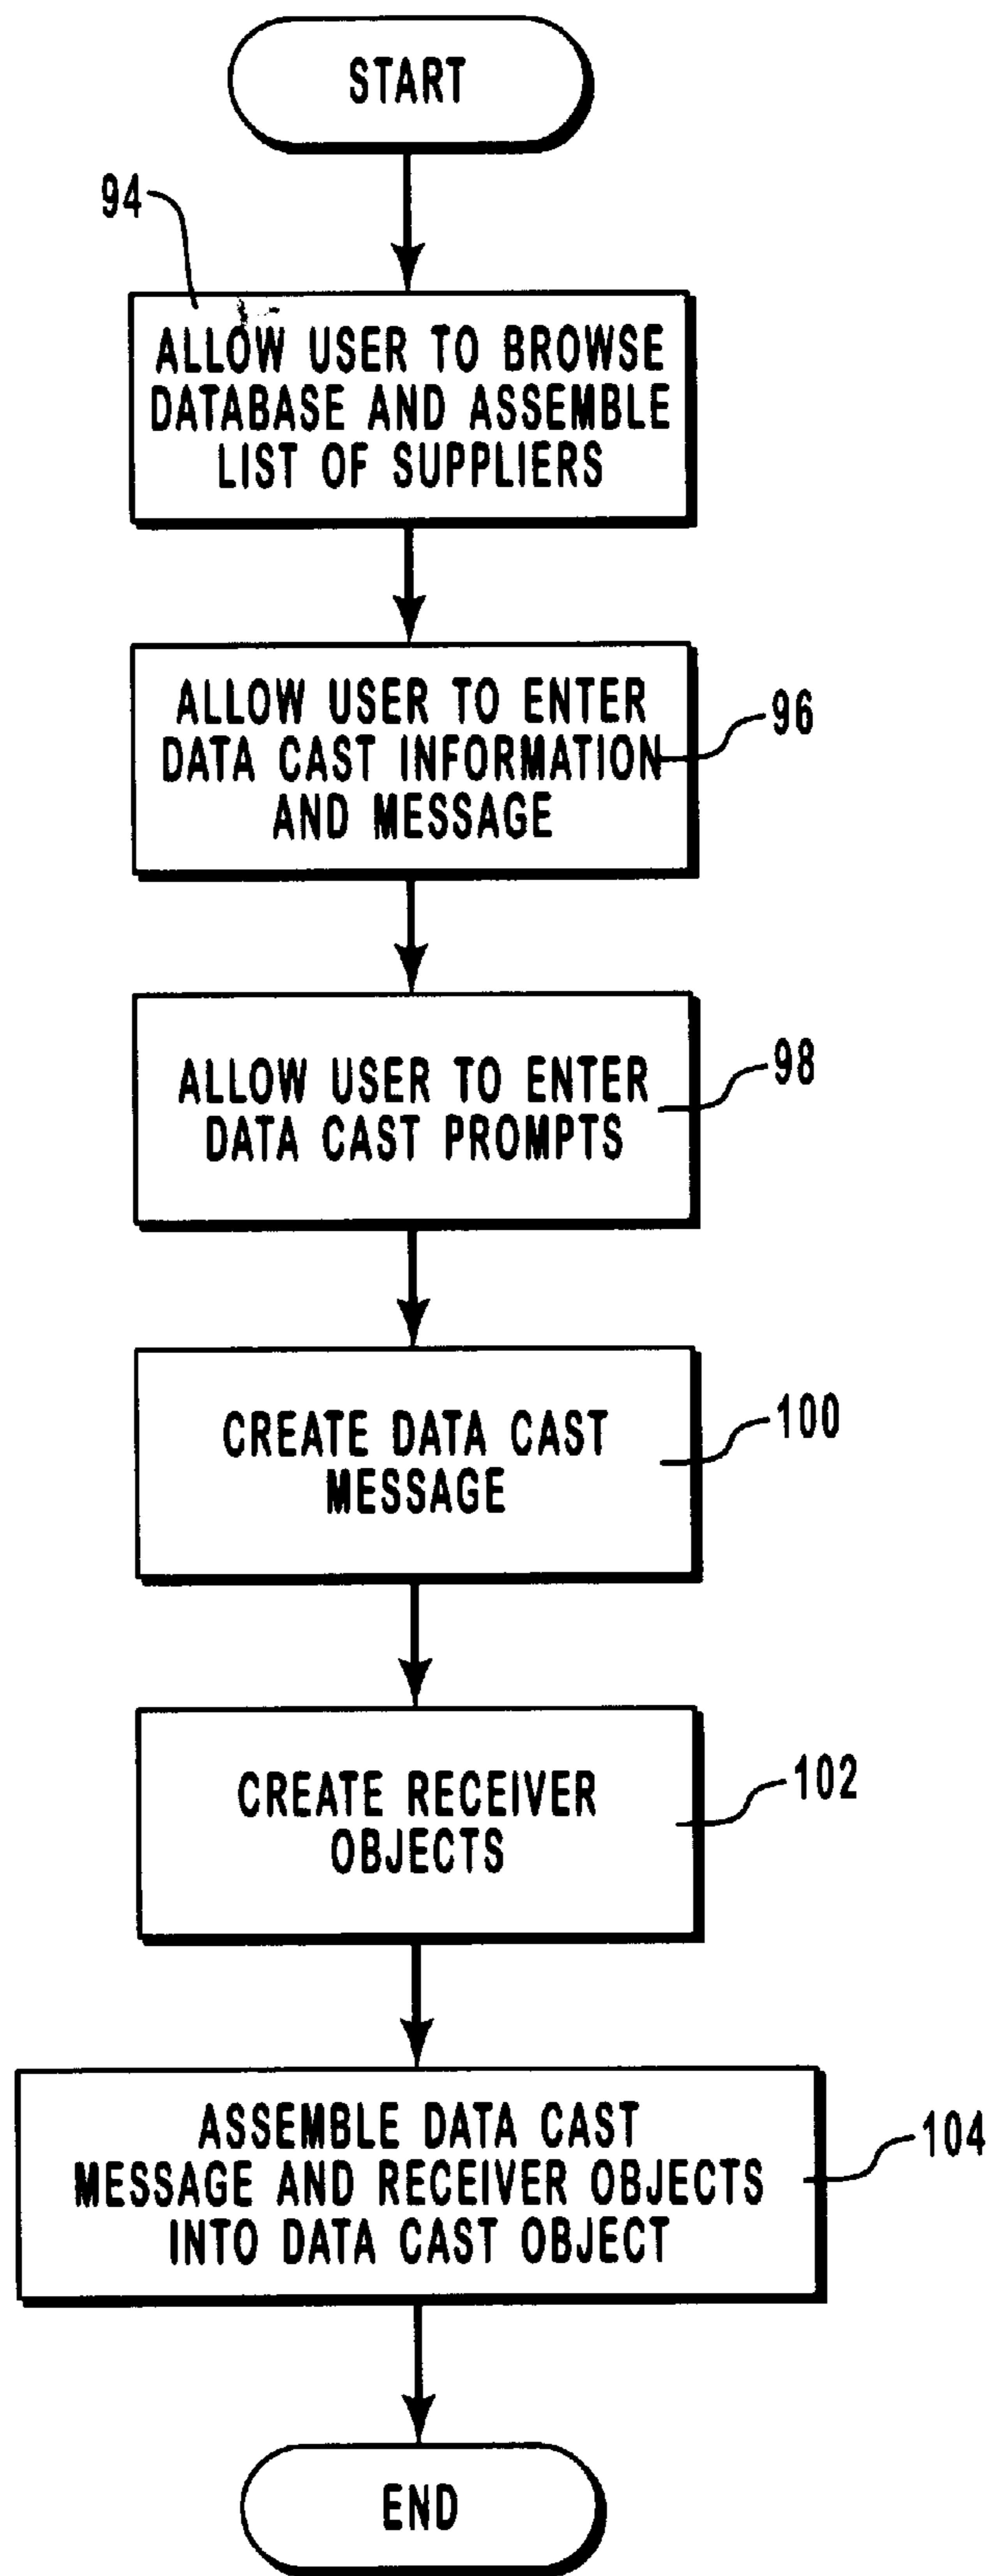 START
94
ALLOW USER TO BROWSE
DATABASE AND ASSEMBLE
LIST OF SUPPLIERS
ALLOW USER TO ENTER
DATA CAST INFORMATION
AND MESSAGE
96
ALLOW USER TO ENTER
DATA CAST PROMPTS
98
CREATE DATA CAST
MESSAGE
100
CREATE RECEIVER
OBJECTS
102
ASSEMBLE DATA CAST
MESSAGE AND RECEIVER OBJECTS
INTO DATA CAST OBJECT
104
END